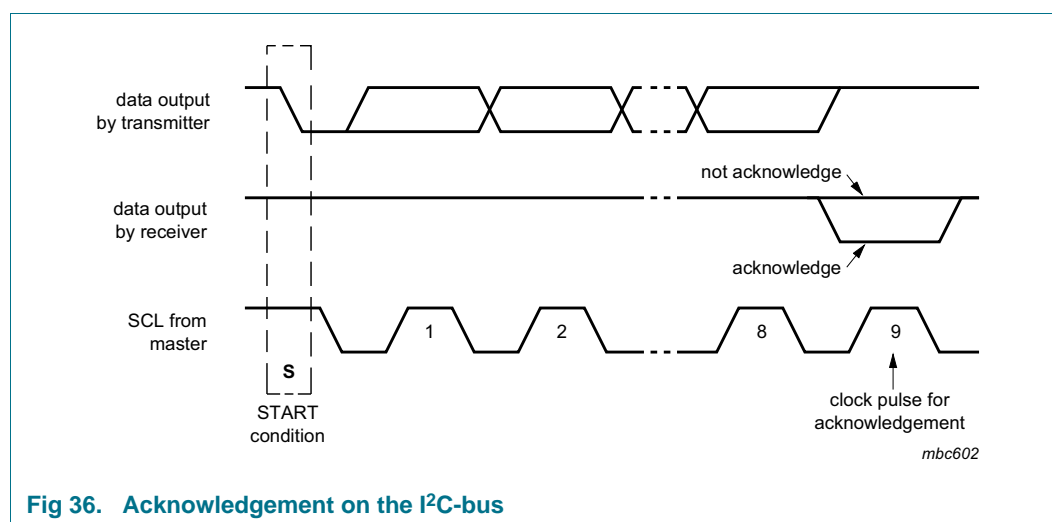 data output
by transmitter
not acknowledge
data output
by receiver
acknowledge
SCL from
master
1
2
8
9
S
START
condition
clock pulse for
acknowledgement
mbc602
Fig 36. Acknowledgement on the I²C-bus